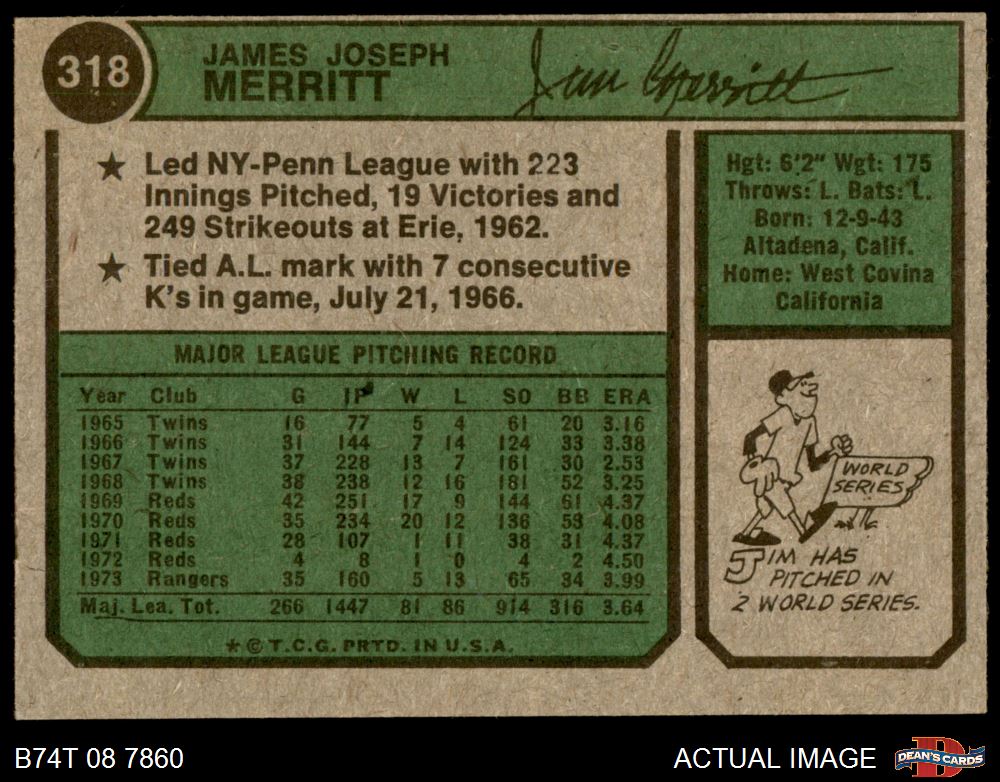 318
JAMES JOSEPH
MERRITT
Jim Merritt
★ Led NY-Penn League with 223
Innings Pitched, 19 Victories and
249 Strikeouts at Erie, 1962.
★ Tied A.L. mark with 7 consecutive
K's in game, July 21, 1966.
Hgt: 6'2" Wgt: 175
Throws: L. Bats: L.
Born: 12-9-43
Altadena, Calif.
Home: West Covina
California
MAJOR LEAGUE PITCHING RECORD
Year Club G IP W L SO BB ERA
1965 Twins 16 77 5 4 61 20 3.16
1966 Twins 31 144 7 14 124 33 3.38
1967 Twins 37 228 13 7 161 30 2.53
1968 Twins 38 238 12 16 181 52 3.25
1969 Reds 42 251 17 9 144 61 4.37
1970 Reds 35 234 20 12 136 53 4.08
1971 Reds 28 107 1 11 38 31 4.37
1972 Reds 4 8 1 0 4 2 4.50
1973 Rangers 35 160 5 13 65 34 3.99
Maj. Lea. Tot. 266 1447 81 86 914 316 3.64
★ © T.C.G. PRTD. IN U.S.A.
WORLD
SERIES
JIM HAS
PITCHED IN
2 WORLD SERIES.
B74T 08 7860
ACTUAL IMAGE
D
DEAN'S CARDS